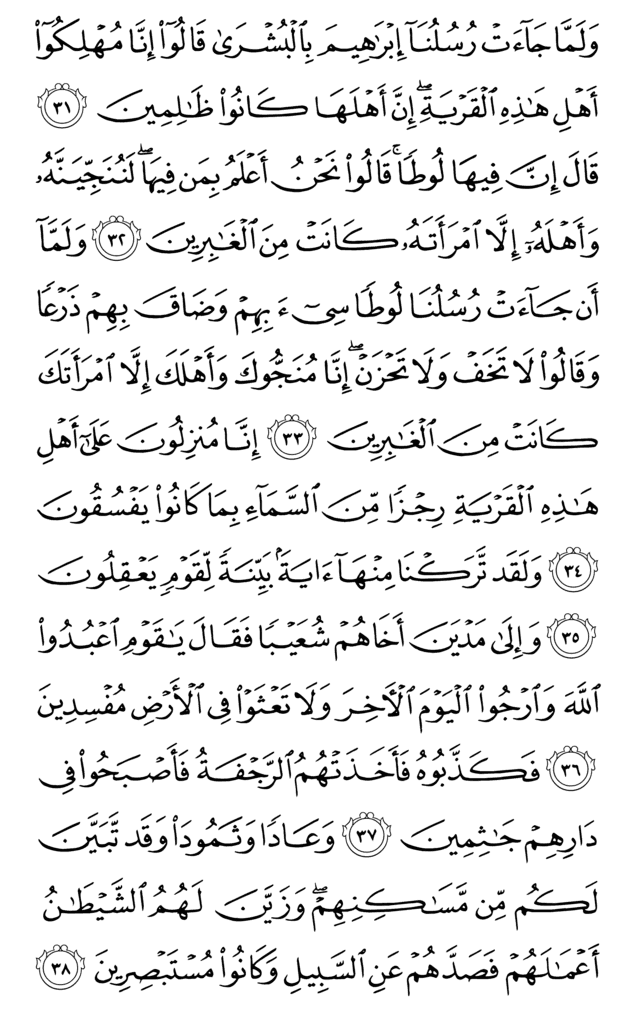 وَلَمَّا جَآءَتۡ رُسُلُنَآ إِبۡرَٰهِيمَ بِٱلۡبُشۡرَىٰ قَالُوٓاْ إِنَّا مُهۡلِكُوٓاْ
أَهۡلِ هَٰذِهِ ٱلۡقَرۡيَةِۖ إِنَّ أَهۡلَهَا كَانُواْ ظَٰلِمِينَ ٣١
قَالَ إِنَّ فِيهَا لُوطٗاۚ قَالُواْ نَحۡنُ أَعۡلَمُ بِمَن فِيهَاۖ لَنُنَجِّيَنَّهُۥ
وَأَهۡلَهُۥٓ إِلَّا ٱمۡرَأَتَهُۥ كَانَتۡ مِنَ ٱلۡغَٰبِرِينَ ٣٢ وَلَمَّآ
أَن جَآءَتۡ رُسُلُنَا لُوطٗا سِيٓءَ بِهِمۡ وَضَاقَ بِهِمۡ ذَرۡعٗا
وَقَالُواْ لَا تَخَفۡ وَلَا تَحۡزَنۡۖ إِنَّا مُنَجُّوكَ وَأَهۡلَكَ إِلَّا ٱمۡرَأَتَكَ
كَانَتۡ مِنَ ٱلۡغَٰبِرِينَ ٣٣ إِنَّا مُنزِلُونَ عَلَىٰٓ أَهۡلِ
هَٰذِهِ ٱلۡقَرۡيَةِ رِجۡزٗا مِّنَ ٱلسَّمَآءِ بِمَا كَانُواْ يَفۡسُقُونَ
٣٤ وَلَقَد تَّرَكۡنَا مِنۡهَآ ءَايَةَۢ بَيِّنَةٗ لِّقَوۡمٖ يَعۡقِلُونَ
٣٥ وَإِلَىٰ مَدۡيَنَ أَخَاهُمۡ شُعَيۡبٗا فَقَالَ يَٰقَوۡمِ ٱعۡبُدُواْ
ٱللَّهَ وَٱرۡجُواْ ٱلۡيَوۡمَ ٱلۡأٓخِرَ وَلَا تَعۡثَوۡاْ فِي ٱلۡأَرۡضِ مُفۡسِدِينَ
٣٦ فَكَذَّبُوهُ فَأَخَذَتۡهُمُ ٱلرَّجۡفَةُ فَأَصۡبَحُواْ فِي
دَارِهِمۡ جَٰثِمِينَ ٣٧ وَعَادٗا وَثَمُودَاْ وَقَد تَّبَيَّنَ
لَكُم مِّن مَّسَٰكِنِهِمۡۖ وَزَيَّنَ لَهُمُ ٱلشَّيۡطَٰنُ
أَعۡمَٰلَهُمۡ فَصَدَّهُمۡ عَنِ ٱلسَّبِيلِ وَكَانُواْ مُسۡتَبۡصِرِينَ ٣٨